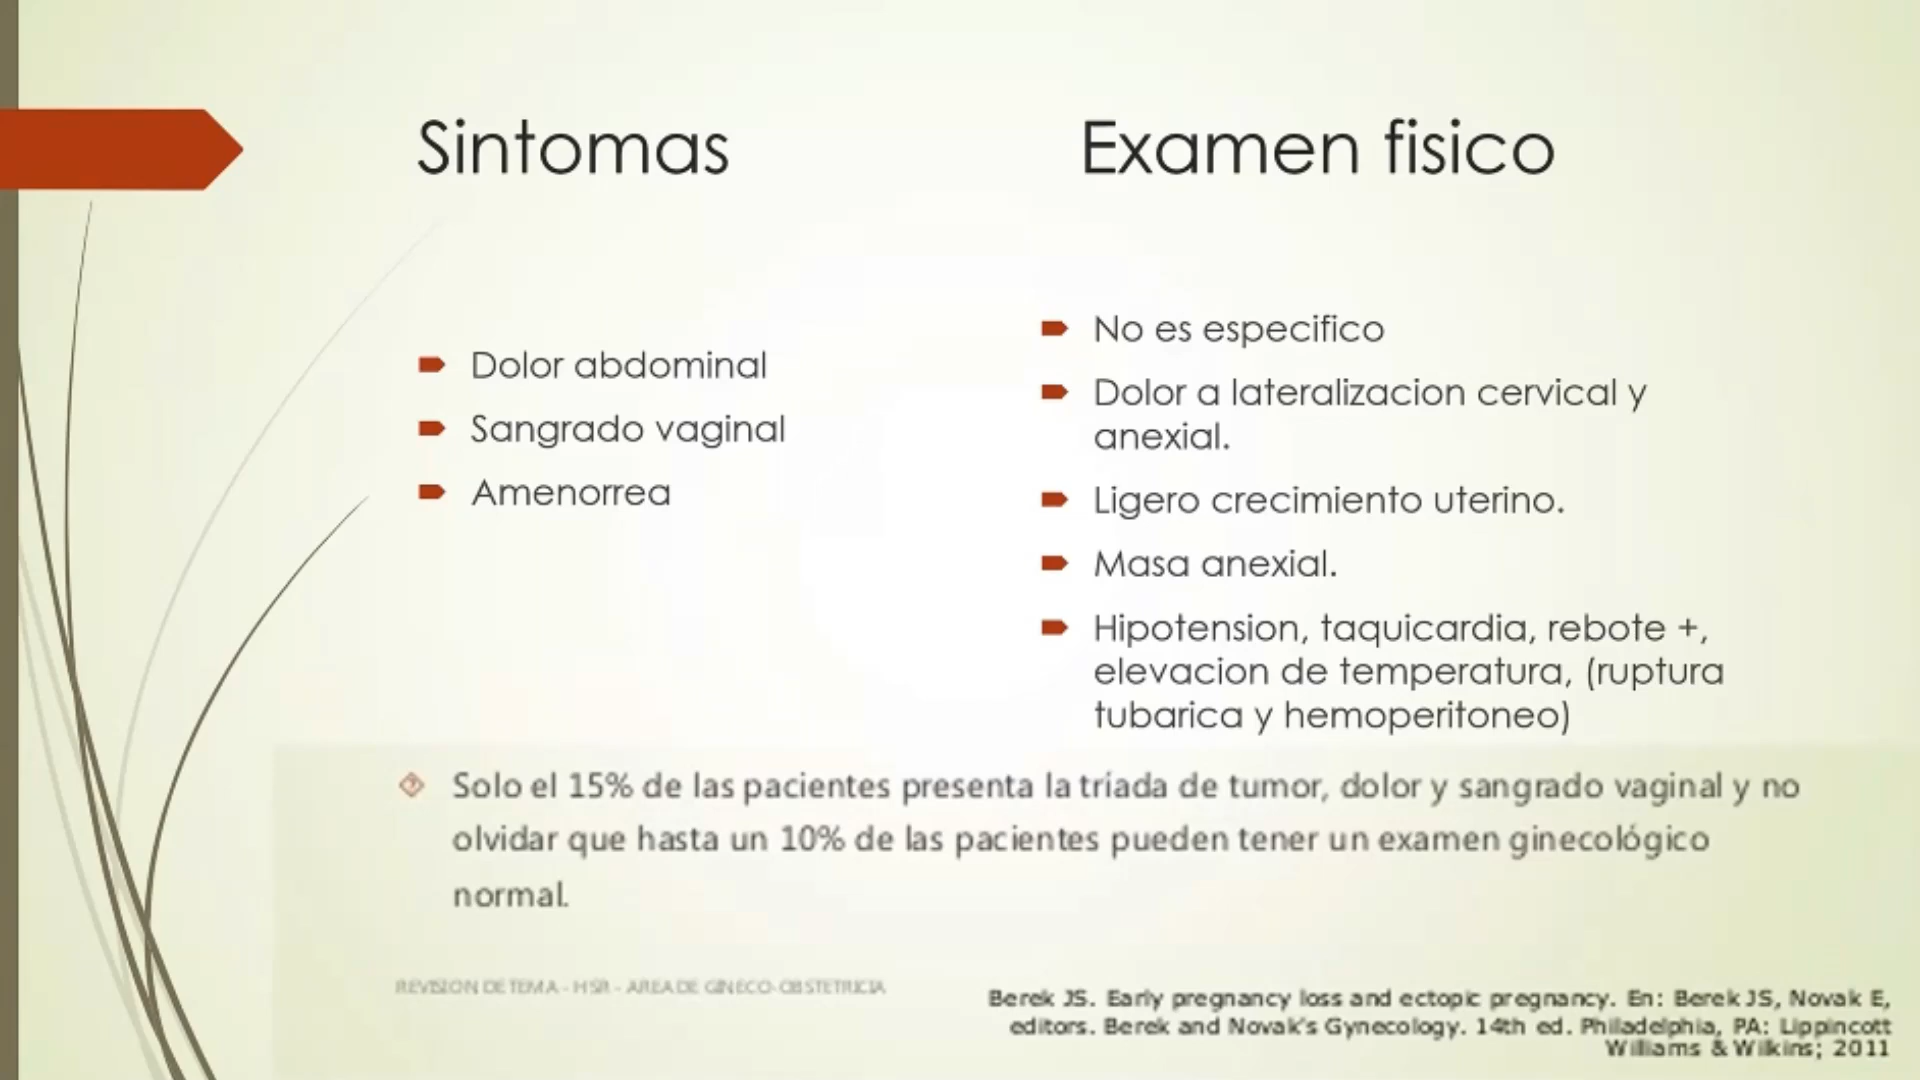 Sintomas
Examen fisico
Dolor abdominal
Sangrado vaginal
Amenorrea
No es especifico
Dolor a lateralizacion cervical y
anexial.
Ligero crecimiento uterino.
Masa anexial.
Hipotension, taquicardia, rebote +,
elevacion de temperatura, (ruptura
tubarica y hemoperitoneo)
Solo el 15% de las pacientes presenta la tríada de tumor, dolor y sangrado vaginal y no
olvidar que hasta un 10% de las pacientes pueden tener un examen ginecológico
normal.
REVISION DE TEMA - HSR - AREA DE GINECO-OBSTETRICIA
Berek JS. Early pregnancy loss and ectopic pregnancy. En: Berek JS, Novak E,
editors. Berek and Novak's Gynecology. 14th ed. Philadelphia, PA: Lippincott
Williams & Wilkins; 2011